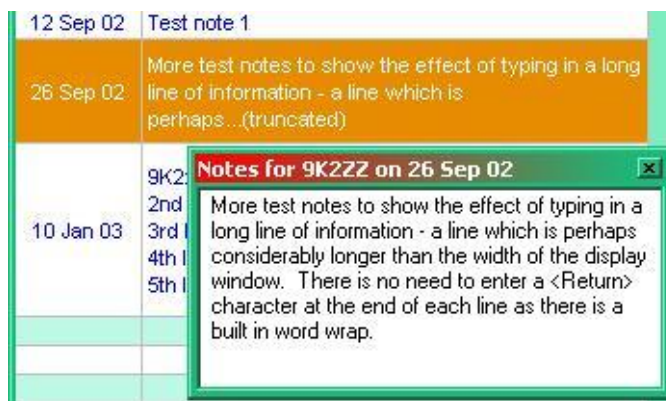 12 Sep 02 Test note 1
More test notes to show the effect of typing in a long
26 Sep 02 line of information - a line which is
perhaps...(truncated)
Notes for 9K2ZZ on 26 Sep 02
More test notes to show the effect of typing in a
long line of information - a line which is perhaps
considerably longer than the width of the display
window. There is no need to enter a <Return>
character at the end of each line as there is a
built in word wrap.
10 Jan 03
2nd
3rd
4th
5th